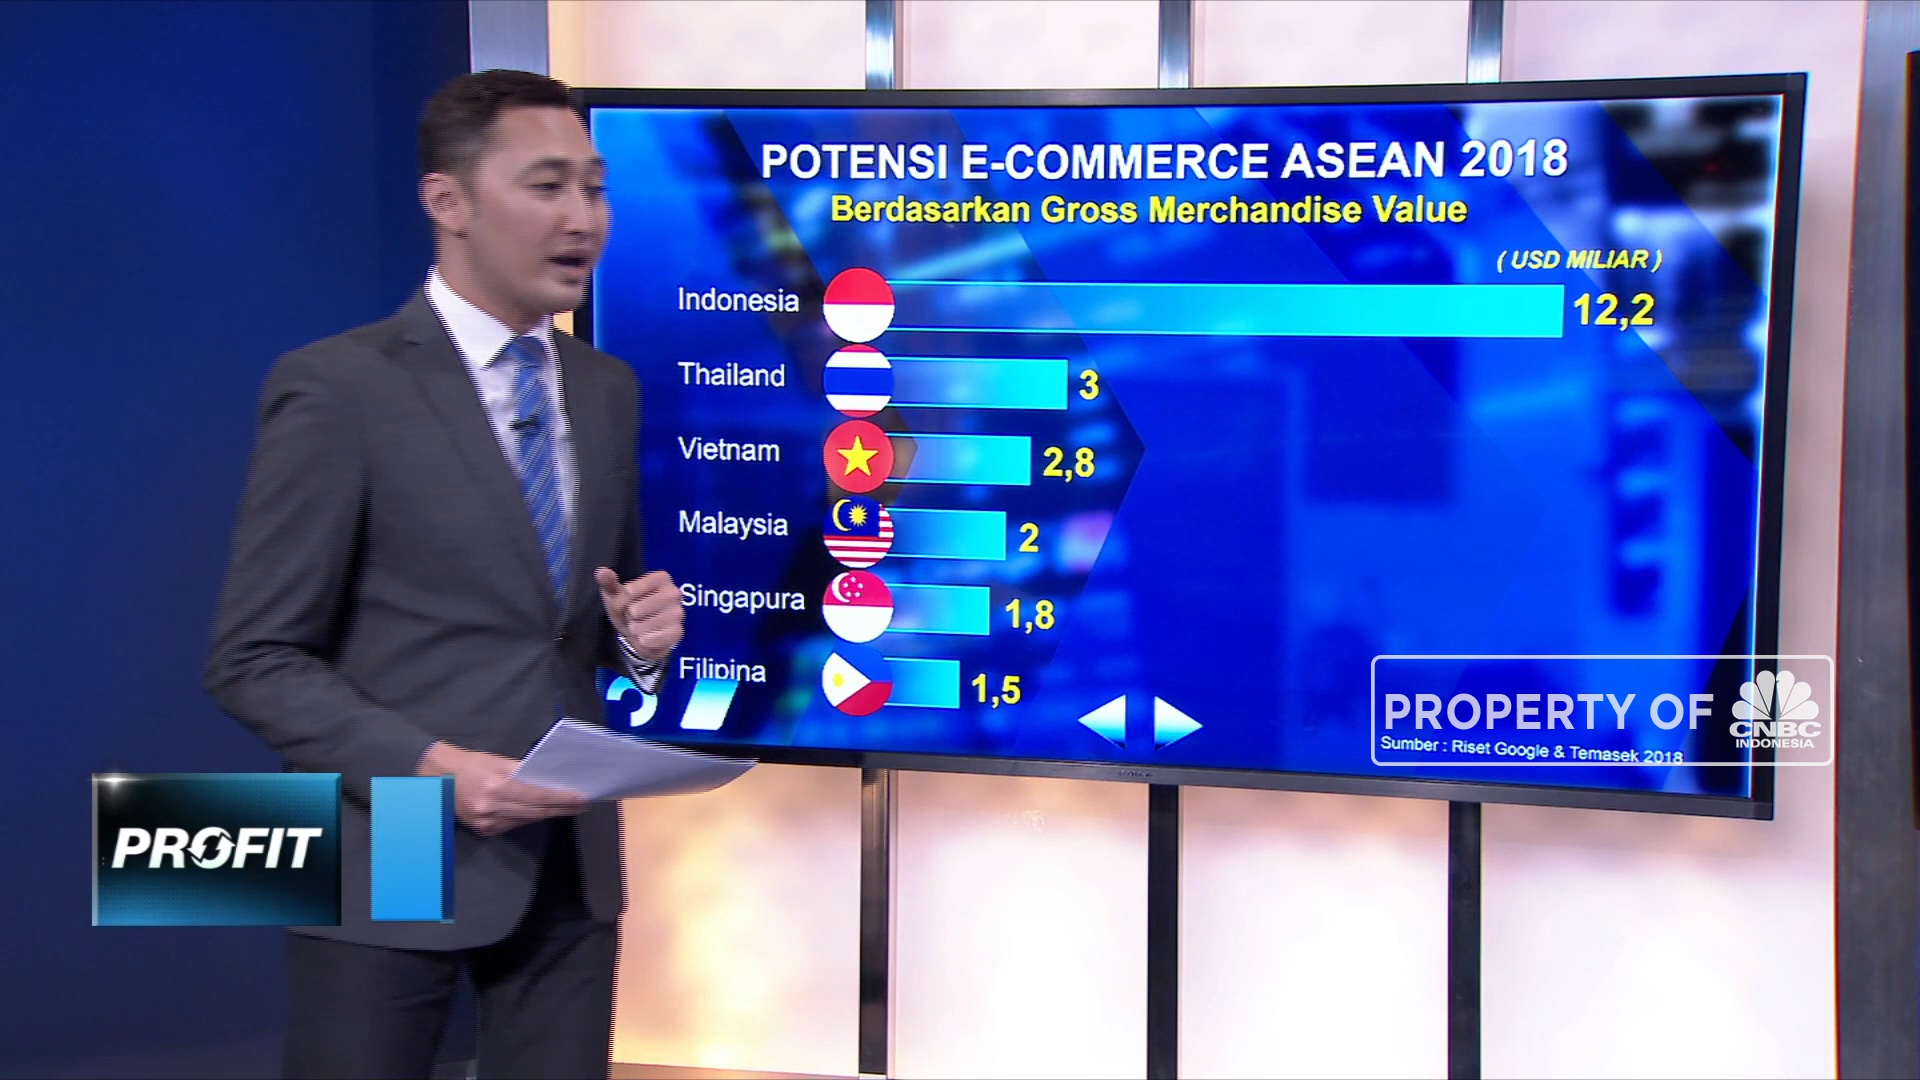 POTENSI E-COMMERCE ASEAN 2018
Berdasarkan Gross Merchandise Value
( USD MILIAR )
Indonesia 12,2
Thailand 3
Vietnam 2,8
Malaysia 2
Singapura 1,8
Filipina 1,5
PROPERTY OF CNBC INDONESIA
Sumber : Riset Google & Temasek 2018
PROFIT